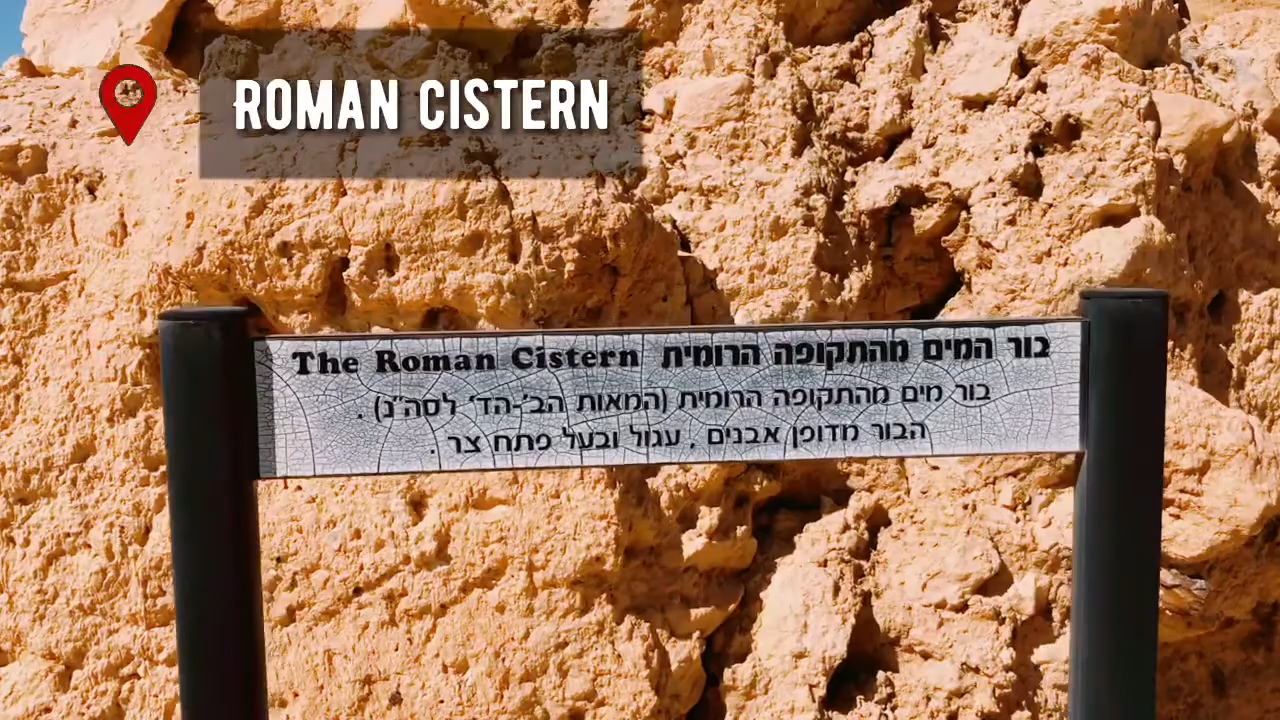 ROMAN CISTERN
The Roman Cistern בור המים מהתקופה הרומית
בור מים מהתקופה הרומית (המאות הב'-הד' לסה"נ).
הבור מדופן אבנים, עגול ובעל פתח צר.